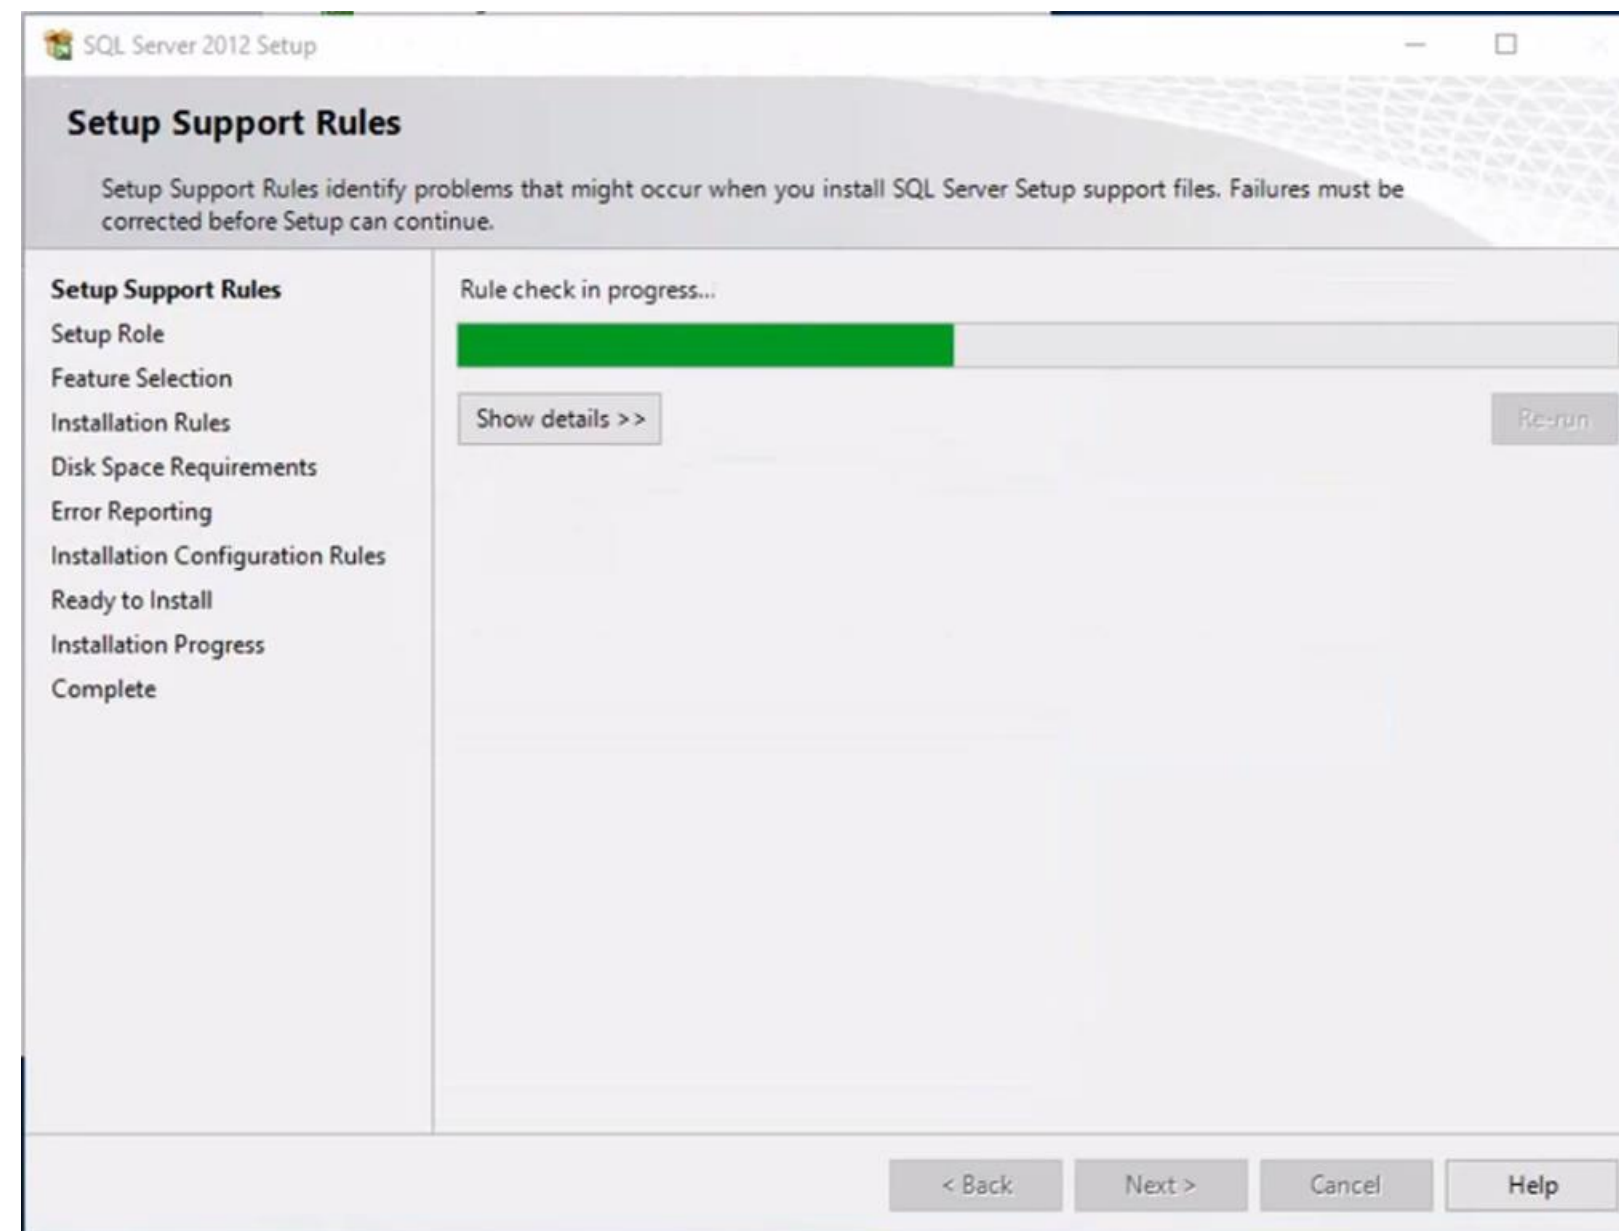 SQL Server 2012 Setup
Setup Support Rules
Setup Support Rules identify problems that might occur when you install SQL Server Setup support files. Failures must be
corrected before Setup can continue.
Setup Support Rules
Setup Role
Feature Selection
Installation Rules
Disk Space Requirements
Error Reporting
Installation Configuration Rules
Ready to Install
Installation Progress
Complete
Rule check in progress...
Show details >>
Re-run
< Back
Next >
Cancel
Help